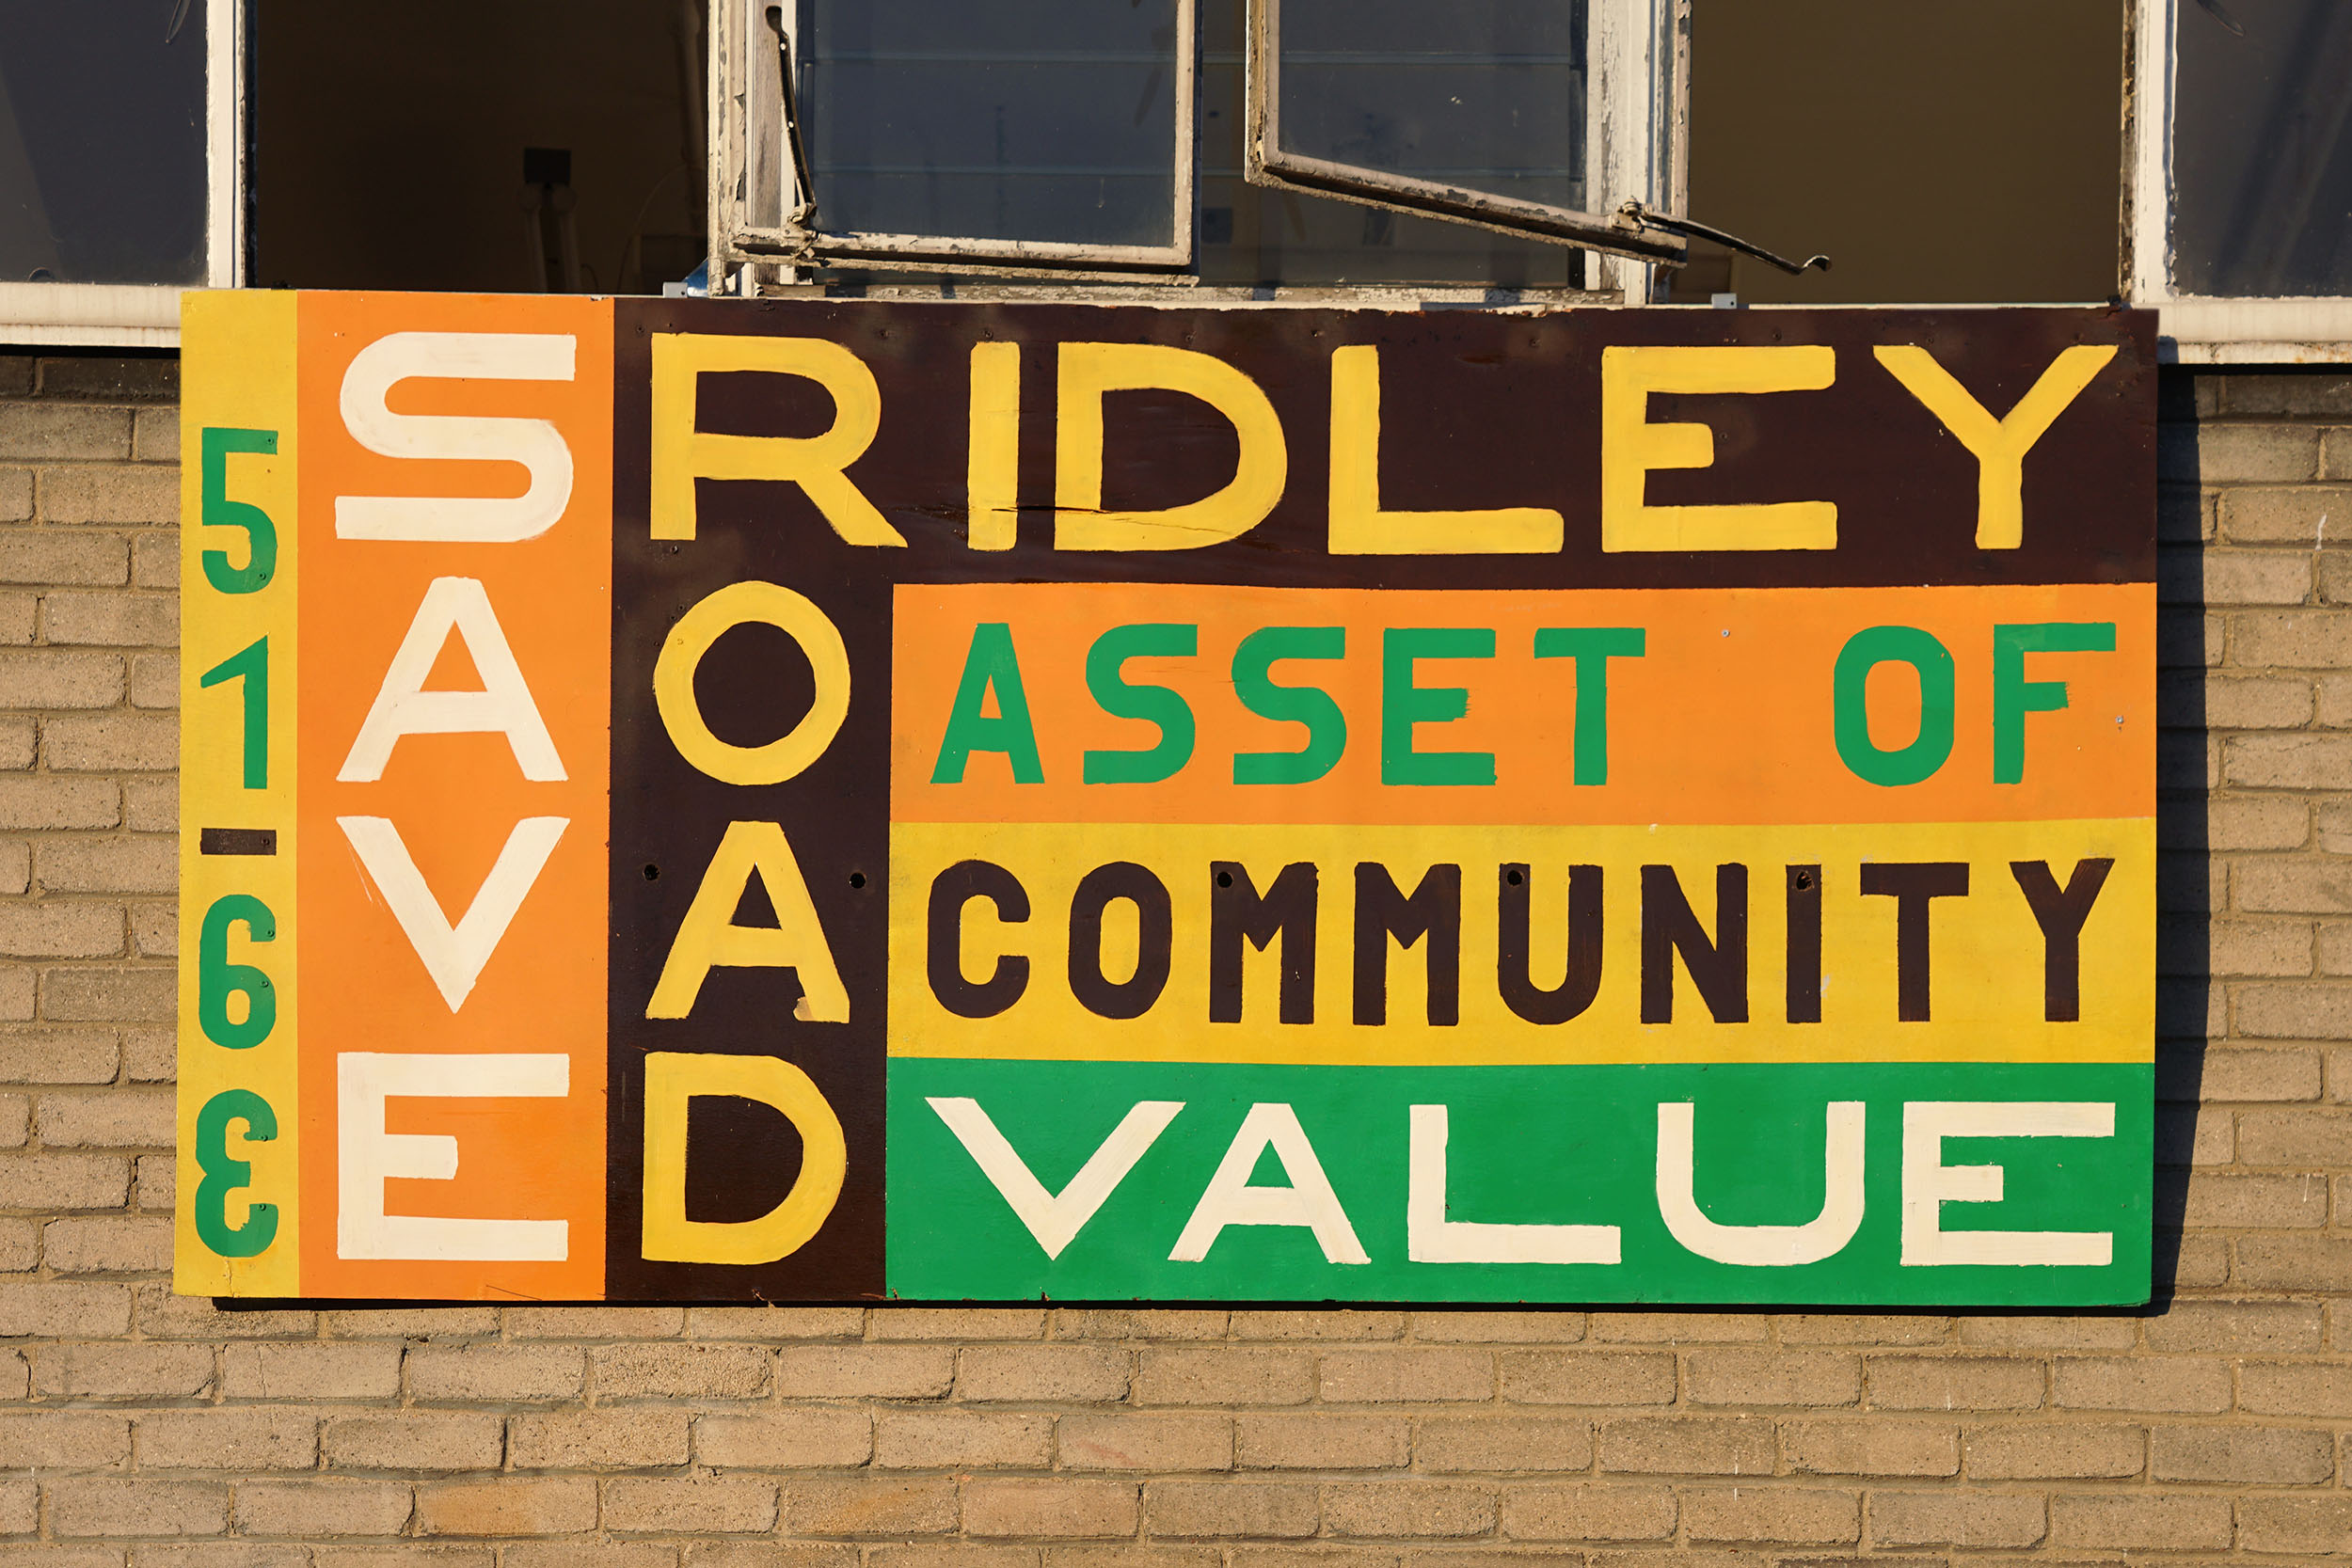 51-63
SAVE
RIDLEY
ROAD
ASSET OF
COMMUNITY
VALUE